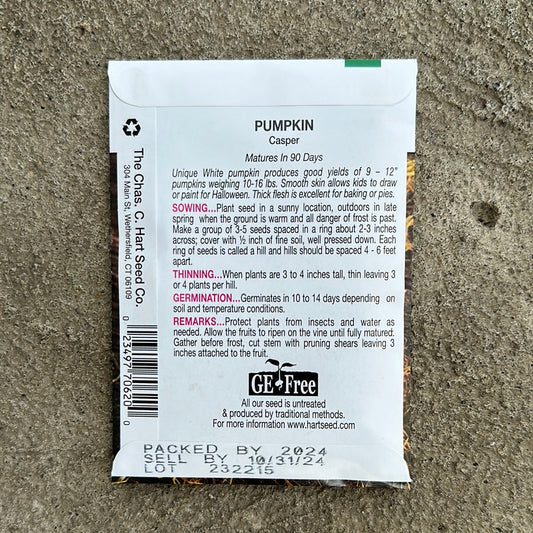 PUMPKIN
Casper
Matures In 90 Days
Unique White pumpkin produces good yields of 9 – 12"
pumpkins weighing 10-16 lbs. Smooth skin allows kids to draw
or paint for Halloween. Thick flesh is excellent for baking or pies.
SOWING...Plant seed in a sunny location, outdoors in late
spring when the ground is warm and all danger of frost is past.
Make a group of 3-5 seeds spaced in a ring about 2-3 inches
across; cover with ½ inch of fine soil, well pressed down. Each
ring of seeds is called a hill and hills should be spaced 4 - 6 feet
apart.
THINNING...When plants are 3 to 4 inches tall, thin leaving 3
or 4 plants per hill.
GERMINATION...Germinates in 10 to 14 days depending on
soil and temperature conditions.
REMARKS...Protect plants from insects and water as
needed. Allow the fruits to ripen on the vine until fully matured.
Gather before frost, cut stem with pruning shears leaving 3
inches attached to the fruit.
GE Free
All our seed is untreated
& produced by traditional methods.
For more information www.hartseed.com
PACKED BY 2024
SELL BY 10/31/24
LOT 232215
The Chas. C. Hart Seed Co.
304 Main St., Wethersfield, CT 06109
0 23497 70620 0